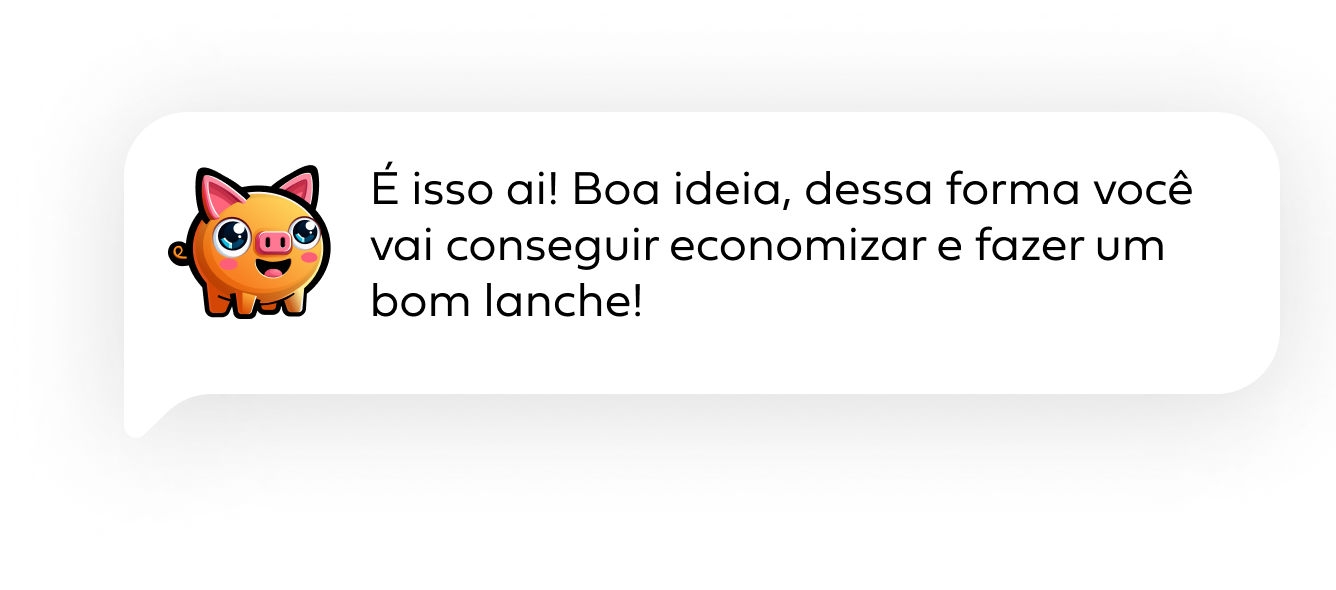 É isso ai! Boa ideia, dessa forma você
vai conseguir economizar e fazer um
bom lanche!